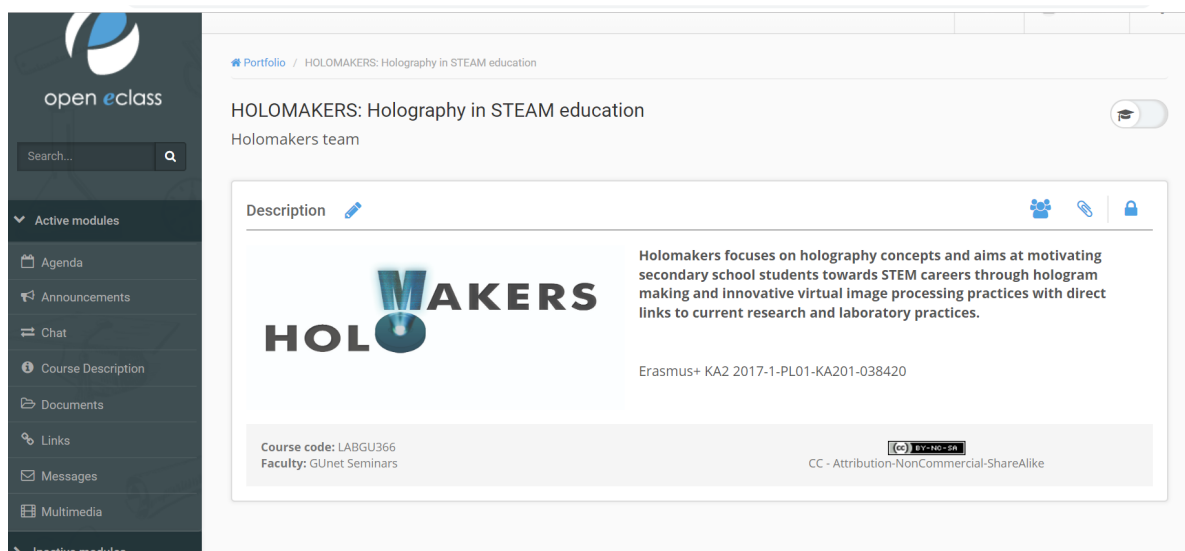 open eclass
Search...
Active modules
Agenda
Announcements
Chat
Course Description
Documents
Links
Messages
Multimedia
Inactive modules
Portfolio / HOLOMAKERS: Holography in STEAM education
HOLOMAKERS: Holography in STEAM education
Holomakers team
Description
MAKERS
HOLO
Holomakers focuses on holography concepts and aims at motivating
secondary school students towards STEM careers through hologram
making and innovative virtual image processing practices with direct
links to current research and laboratory practices.
Erasmus+ KA2 2017-1-PL01-KA201-038420
Course code: LABGU366
Faculty: GUnet Seminars
(cc) BY-NC-SA
CC - Attribution-NonCommercial-ShareAlike